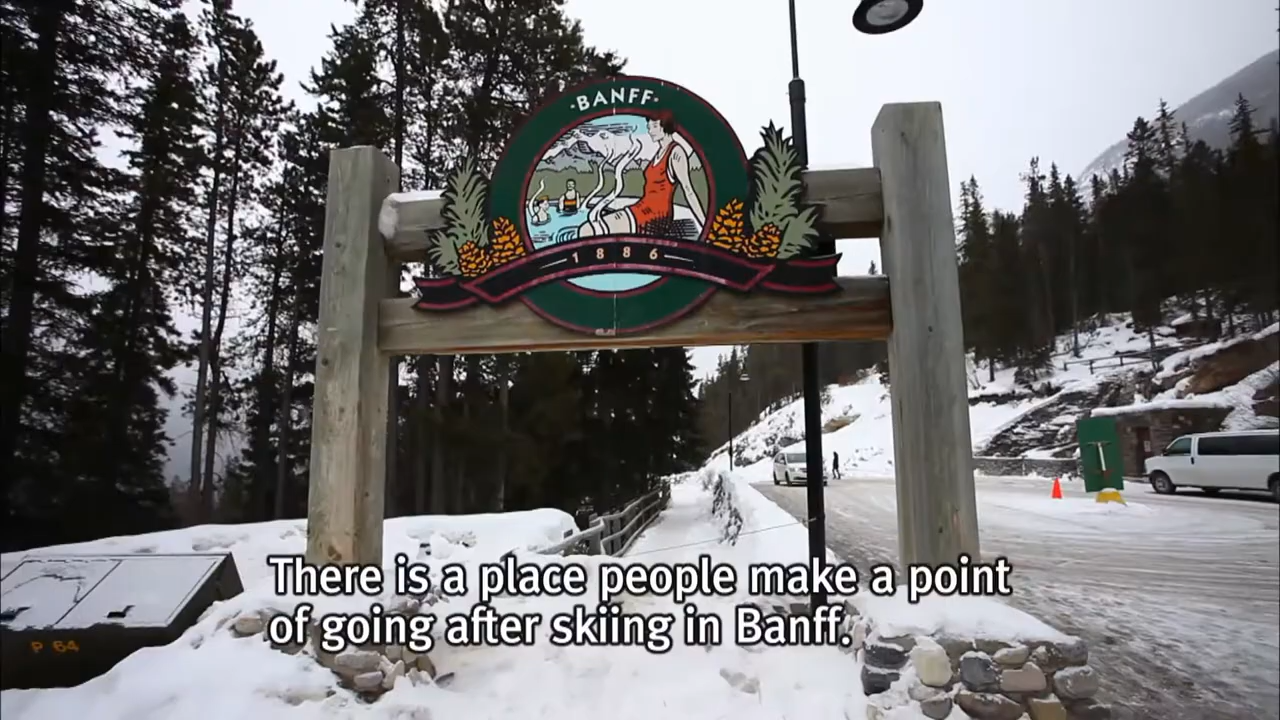 ·BANFF·
1886
P 64
There is a place people make a point
of going after skiing in Banff.